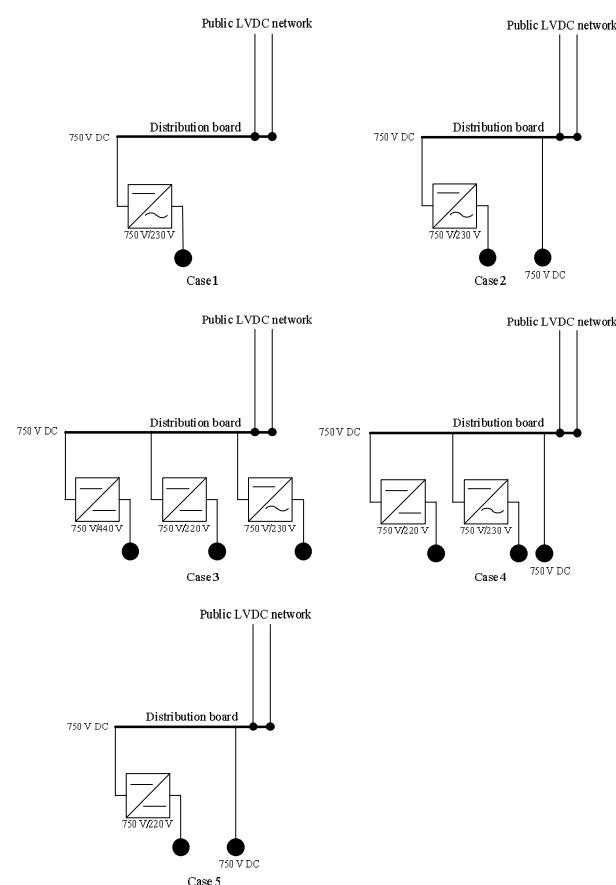 Public LVDC network
750 V DC
Distribution board
750 V/230 V
Case 1
Public LVDC network
750 V DC
Distribution board
750 V/230 V
750 V DC
Case 2
Public LVDC network
750 V DC
Distribution board
750 V/440 V
750 V/220 V
750 V/230 V
Case 3
Public LVDC network
750 V DC
Distribution board
750 V/220 V
750 V/230 V
750 V DC
Case 4
Public LVDC network
750 V DC
Distribution board
750 V/220 V
750 V DC
Case 5